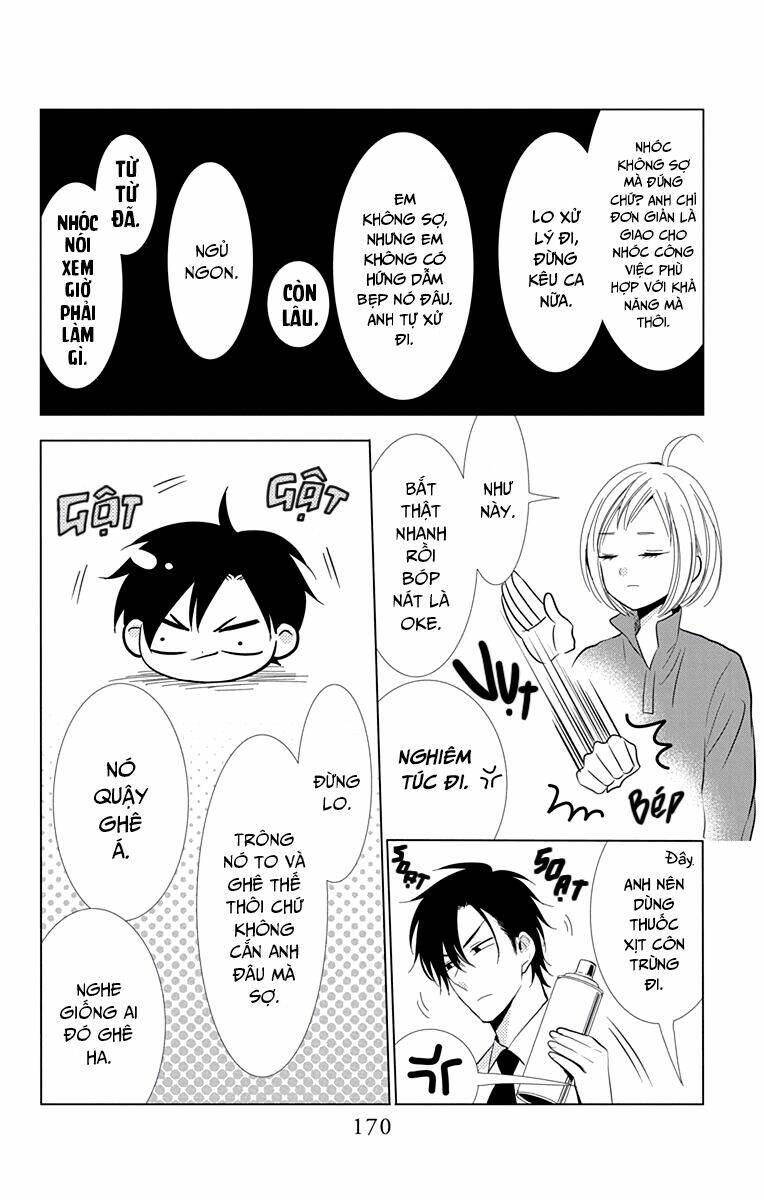 NHÓC
KHÔNG SỢ
MÀ ĐÚNG
CHỨ? ANH CHỈ
ĐƠN GIẢN LÀ
GIAO CHO
NHÓC CÔNG
VIỆC PHÙ
HỢP VỚI KHẢ
NĂNG MÀ
THÔI.
LO XỬ
LÝ ĐI,
ĐỪNG
KÊU CA
NỮA.
EM
KHÔNG SỢ,
NHƯNG EM
KHÔNG CÓ
HỨNG DẪM
BẸP NÓ ĐÂU.
ANH TỰ XỬ
ĐI.
CÒN
LÂU.
NGỦ
NGON.
TỪ
TỪ
ĐÃ.
NHÓC
NÓI
XEM
GIỜ
PHẢI
LÀM
GÌ.
NHƯ
NÀY.
BẮT
THẬT
NHANH
RỒI
BÓP
NÁT LÀ
OKE.
VỤT
BÉP
NGHIÊM
TÚC ĐI.
Đây.
ANH NÊN
DÙNG
THUỐC
XỊT CÔN
TRÙNG
ĐI.
SOẠT
SOẠT
GẬT
GẬT
ĐỪNG
LO.
TRÔNG
NÓ TO VÀ
GHÊ THẾ
THÔI CHỨ
KHÔNG
CẮN ANH
ĐÂU MÀ
SỢ.
NÓ
QUẬY
GHÊ
Á.
NGHE
GIỐNG AI
ĐÓ GHÊ
HA.
170